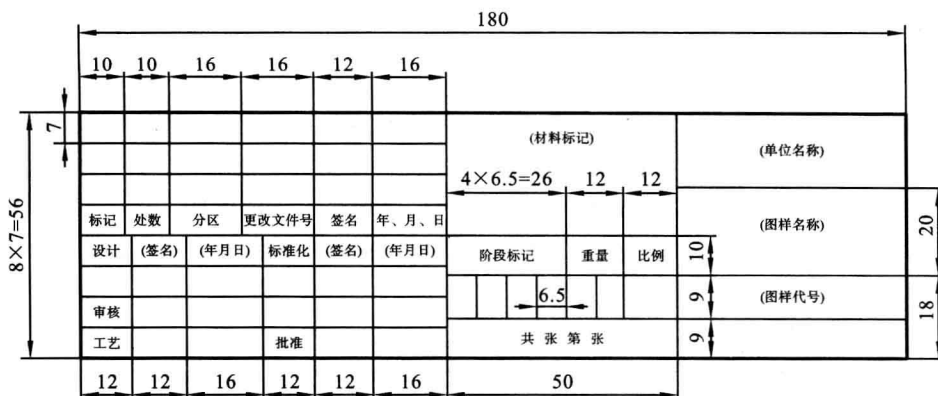 180
10 10 16 16 12 16
7
(材料标记)
(单位名称)
4×6.5=26 12 12
8×7=56
标记 处数 分区 更改文件号 签名 年、月、日
(图样名称)
20
设计 (签名) (年月日) 标准化 (签名) (年月日)
阶段标记 重量 比例
10
6.5
9
(图样代号)
18
审核
工艺 批准
共 张 第 张
9
12 12 16 12 12 16 50